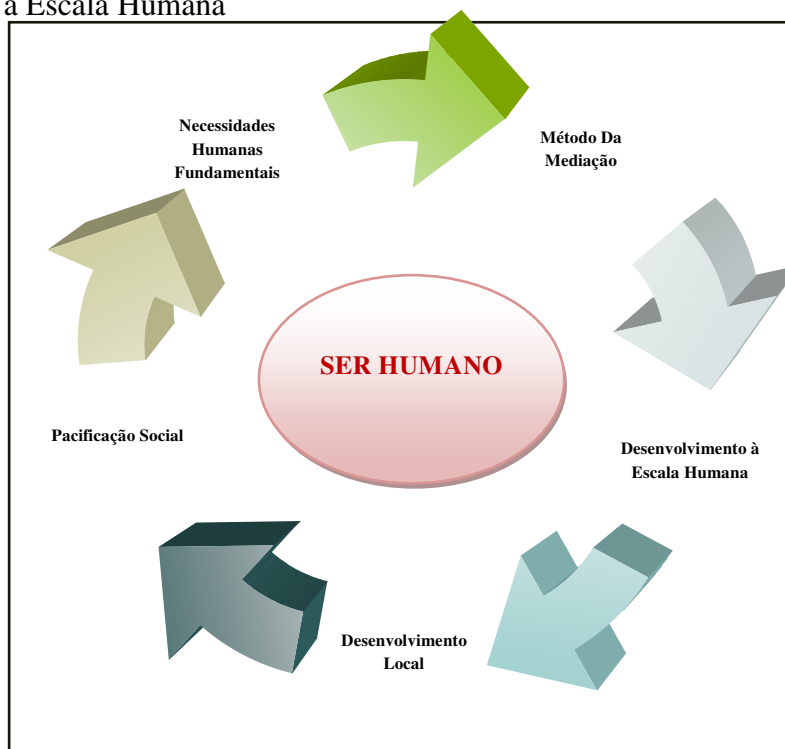 à Escala Humana
Necessidades
Humanas
Fundamentais
Método Da
Mediação
SER HUMANO
Pacificação Social
Desenvolvimento à
Escala Humana
Desenvolvimento
Local